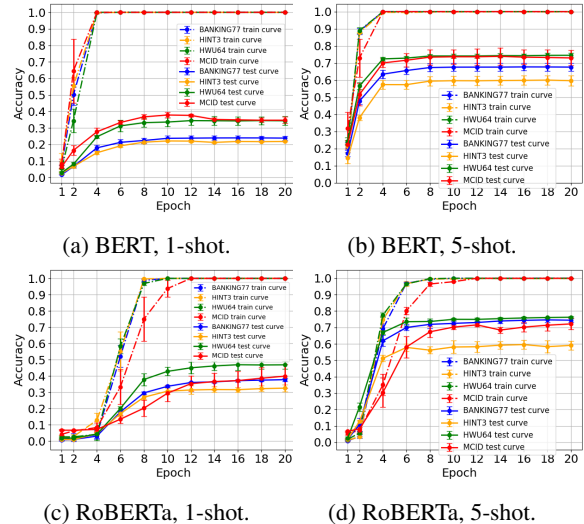 1.0
0.9
0.8
0.7
0.6
0.5
0.4
0.3
0.2
0.1
0.0
Accuracy
BANKING77 train curve
HINT3 train curve
HWU64 train curve
MCID train curve
BANKING77 test curve
HINT3 test curve
HWU64 test curve
MCID test curve
1 2 4 6 8 10 12 14 16 18 20
Epoch
(a) BERT, 1-shot.
1.0
0.9
0.8
0.7
0.6
0.5
0.4
0.3
0.2
0.1
0.0
Accuracy
BANKING77 train curve
HINT3 train curve
HWU64 train curve
MCID train curve
BANKING77 test curve
HINT3 test curve
HWU64 test curve
MCID test curve
1 2 4 6 8 10 12 14 16 18 20
Epoch
(b) BERT, 5-shot.
1.0
0.9
0.8
0.7
0.6
0.5
0.4
0.3
0.2
0.1
0.0
Accuracy
BANKING77 train curve
HINT3 train curve
HWU64 train curve
MCID train curve
BANKING77 test curve
HINT3 test curve
HWU64 test curve
MCID test curve
1 2 4 6 8 10 12 14 16 18 20
Epoch
(c) RoBERTa, 1-shot.
1.0
0.9
0.8
0.7
0.6
0.5
0.4
0.3
0.2
0.1
0.0
Accuracy
BANKING77 train curve
HINT3 train curve
HWU64 train curve
MCID train curve
BANKING77 test curve
HINT3 test curve
HWU64 test curve
MCID test curve
1 2 4 6 8 10 12 14 16 18 20
Epoch
(d) RoBERTa, 5-shot.